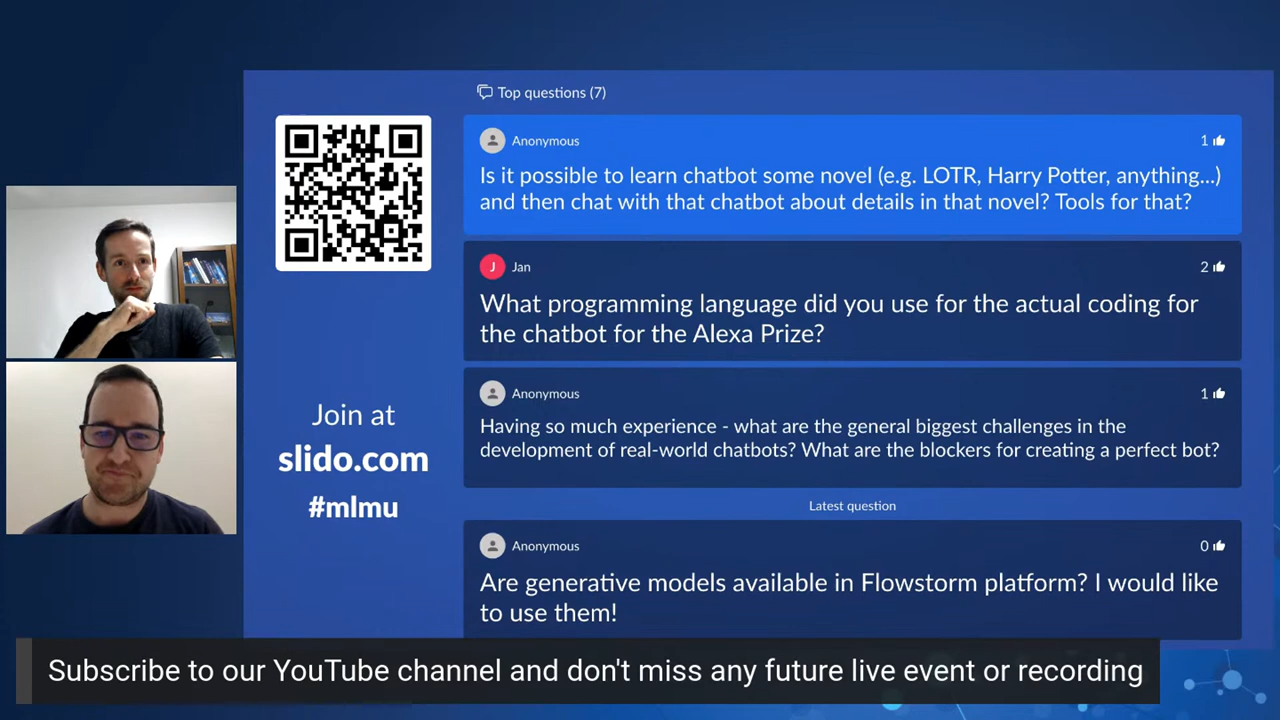 Top questions (7)
Anonymous
1
Is it possible to learn chatbot some novel (e.g. LOTR, Harry Potter, anything...)
and then chat with that chatbot about details in that novel? Tools for that?
J
Jan
2
What programming language did you use for the actual coding for
the chatbot for the Alexa Prize?
Anonymous
1
Having so much experience - what are the general biggest challenges in the
development of real-world chatbots? What are the blockers for creating a perfect bot?
Latest question
Anonymous
0
Are generative models available in Flowstorm platform? I would like
to use them!
Join at
slido.com
#mlmu
Subscribe to our YouTube channel and don't miss any future live event or recording